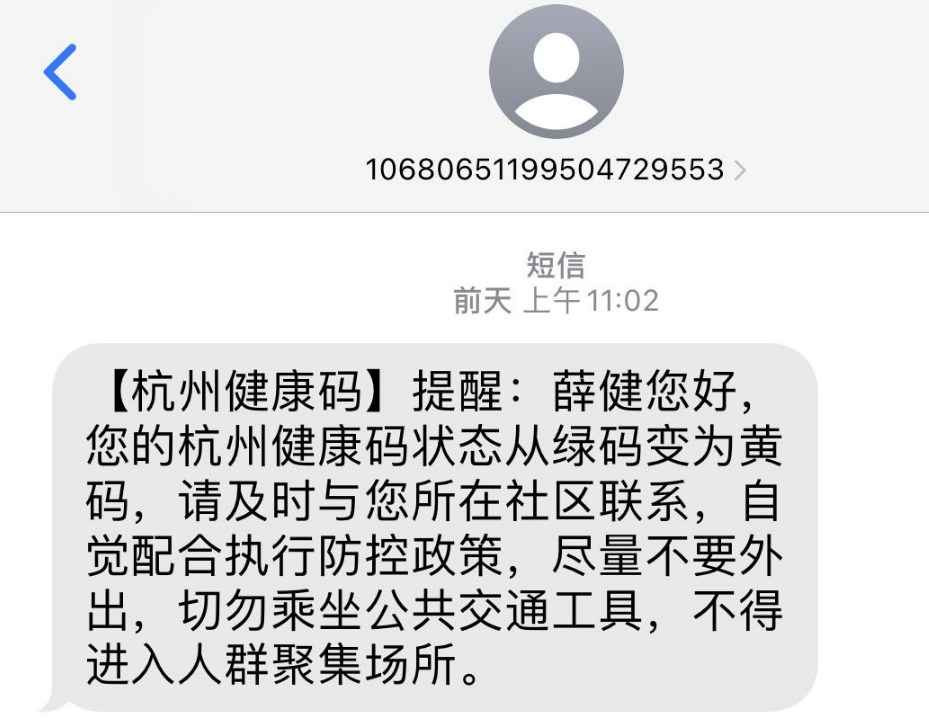 10680651199504729553
短信
前天 上午 11:02
【杭州健康码】提醒：薛健您好，
您的杭州健康码状态从绿码变为黄
码，请及时与您所在社区联系，自
觉配合执行防控政策，尽量不要外
出，切勿乘坐公共交通工具，不得
进入人群聚集场所。